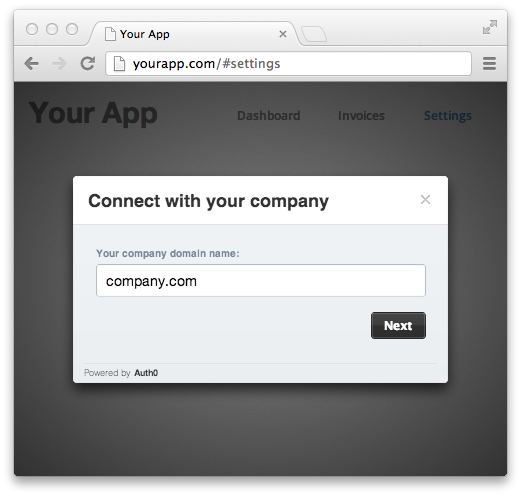 Your App
yourapp.com/#settings
Your App
Dashboard Invoices Settings
Connect with your company
Your company domain name:
company.com
Next
Powered by Auth0